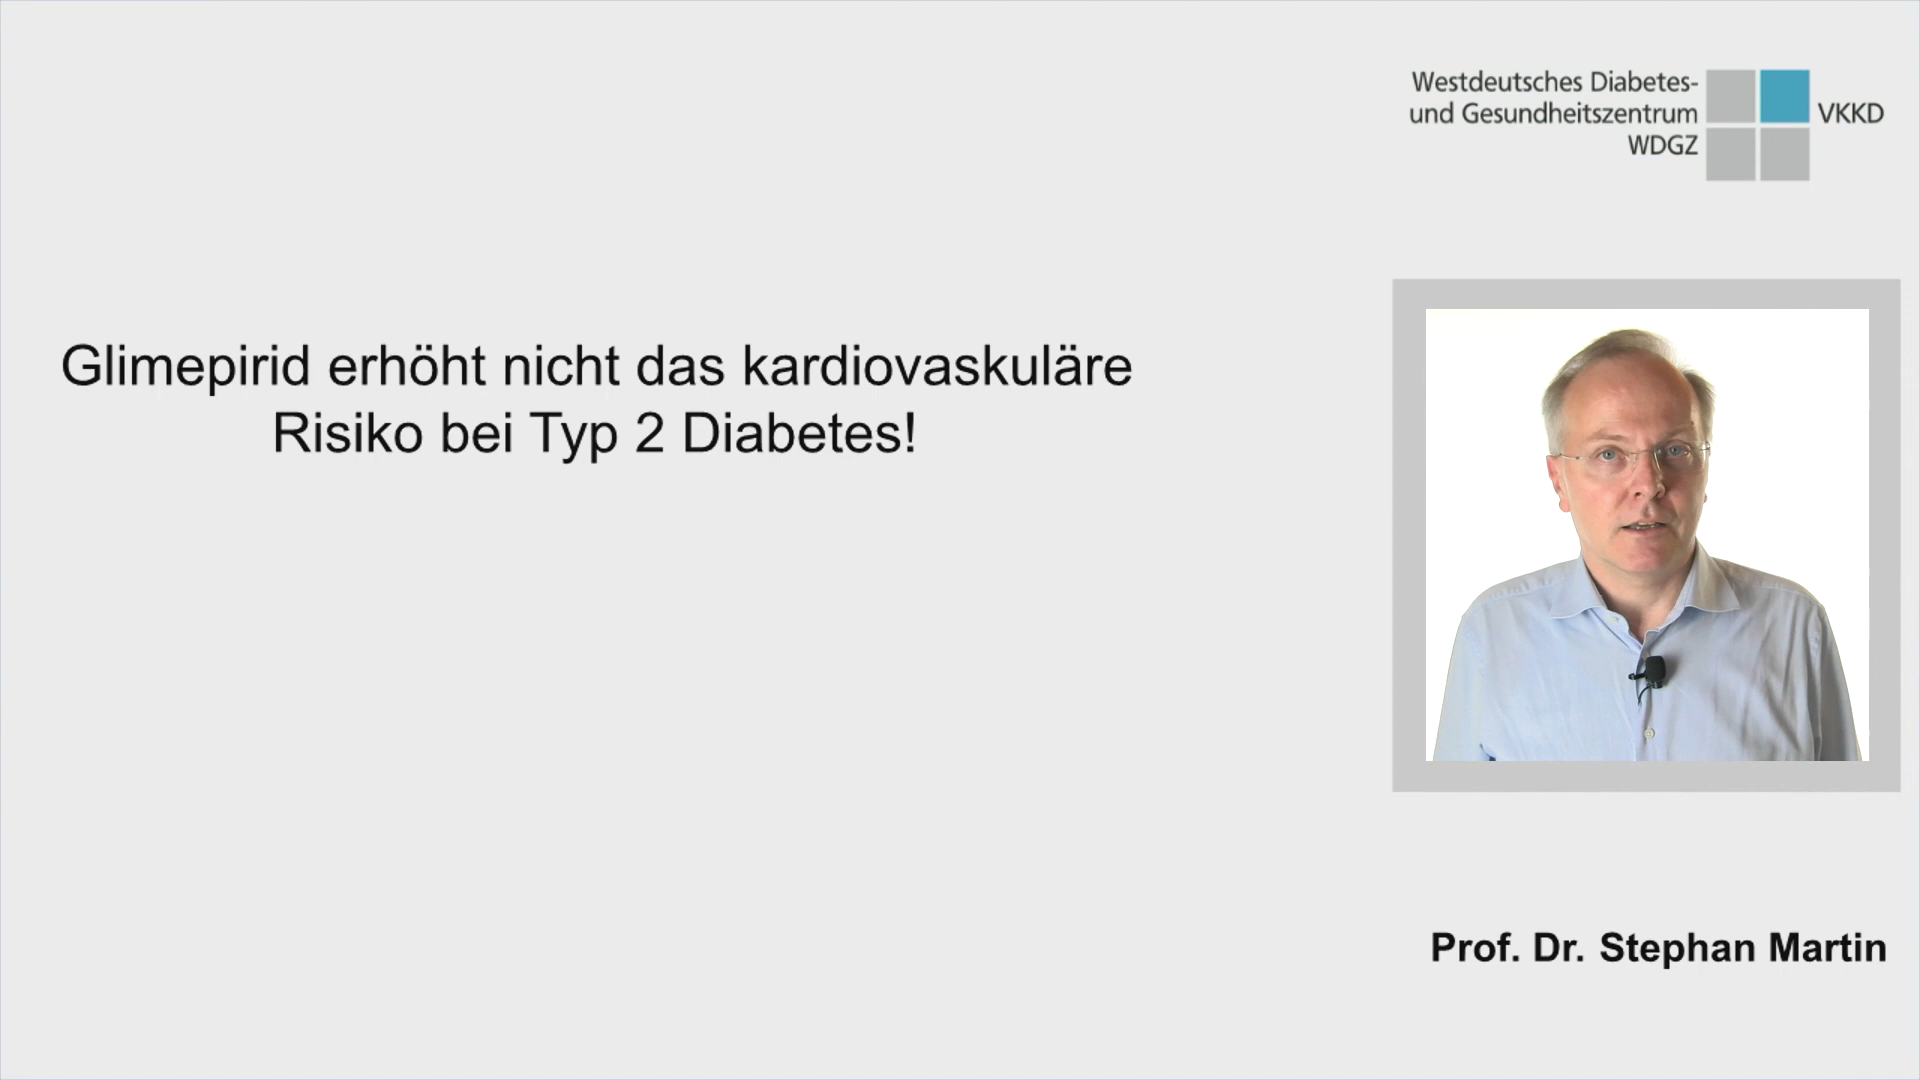 Westdeutsches Diabetes-
und Gesundheitszentrum
WDGZ
VKKD
Glimepirid erhöht nicht das kardiovaskuläre
Risiko bei Typ 2 Diabetes!
Prof. Dr. Stephan Martin